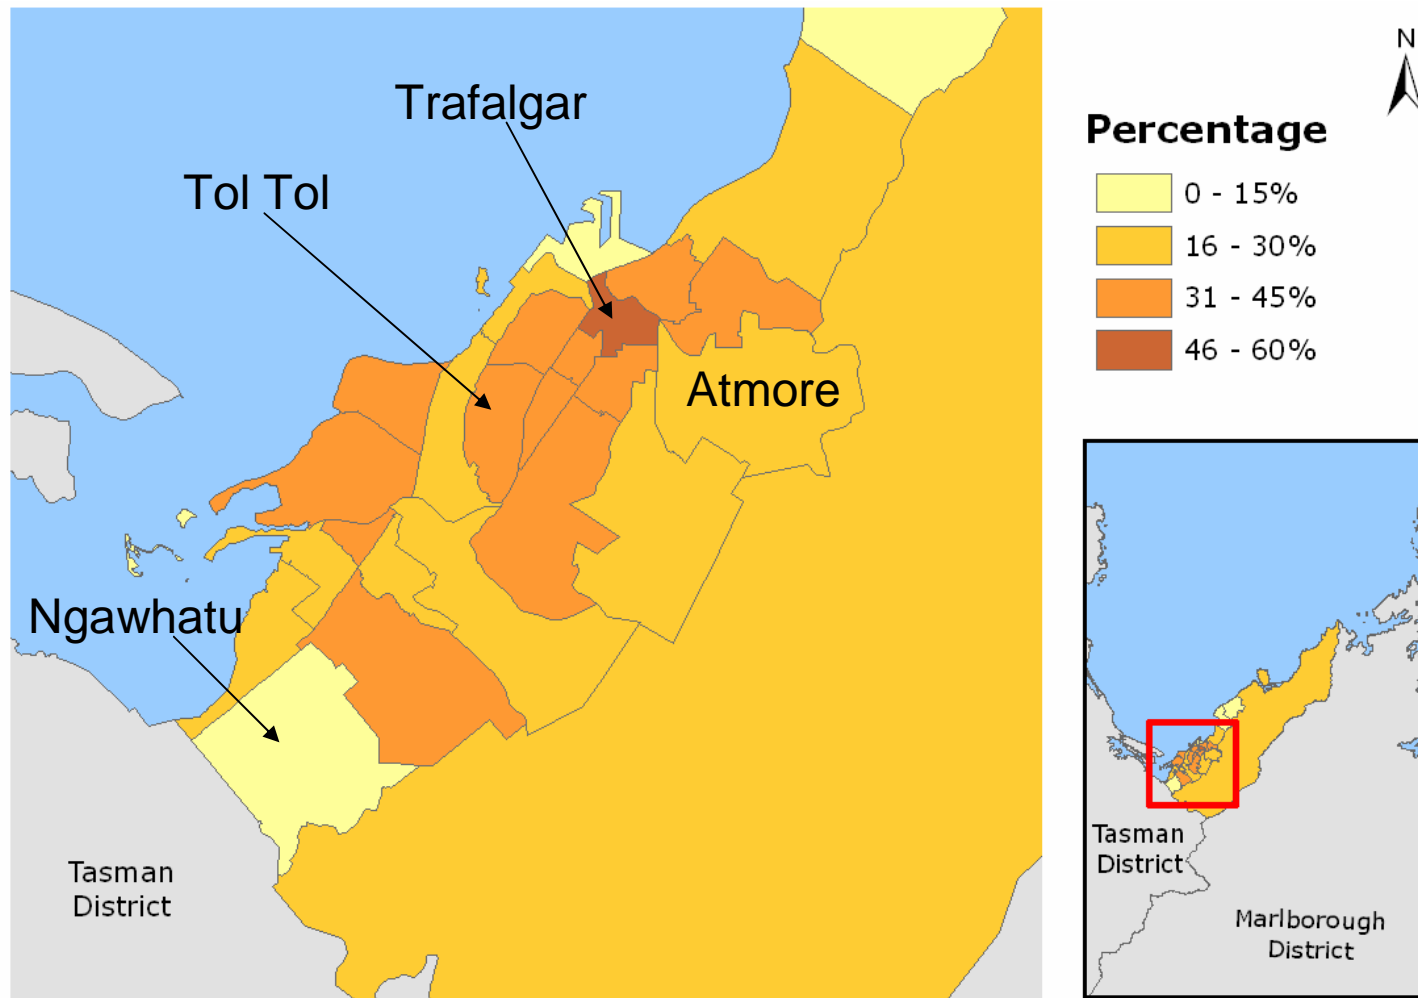 Trafalgar
Tol Tol
Atmore
Ngawhatu
Tasman
District
N
Percentage
0 - 15%
16 - 30%
31 - 45%
46 - 60%
Tasman
District
Marlborough
District